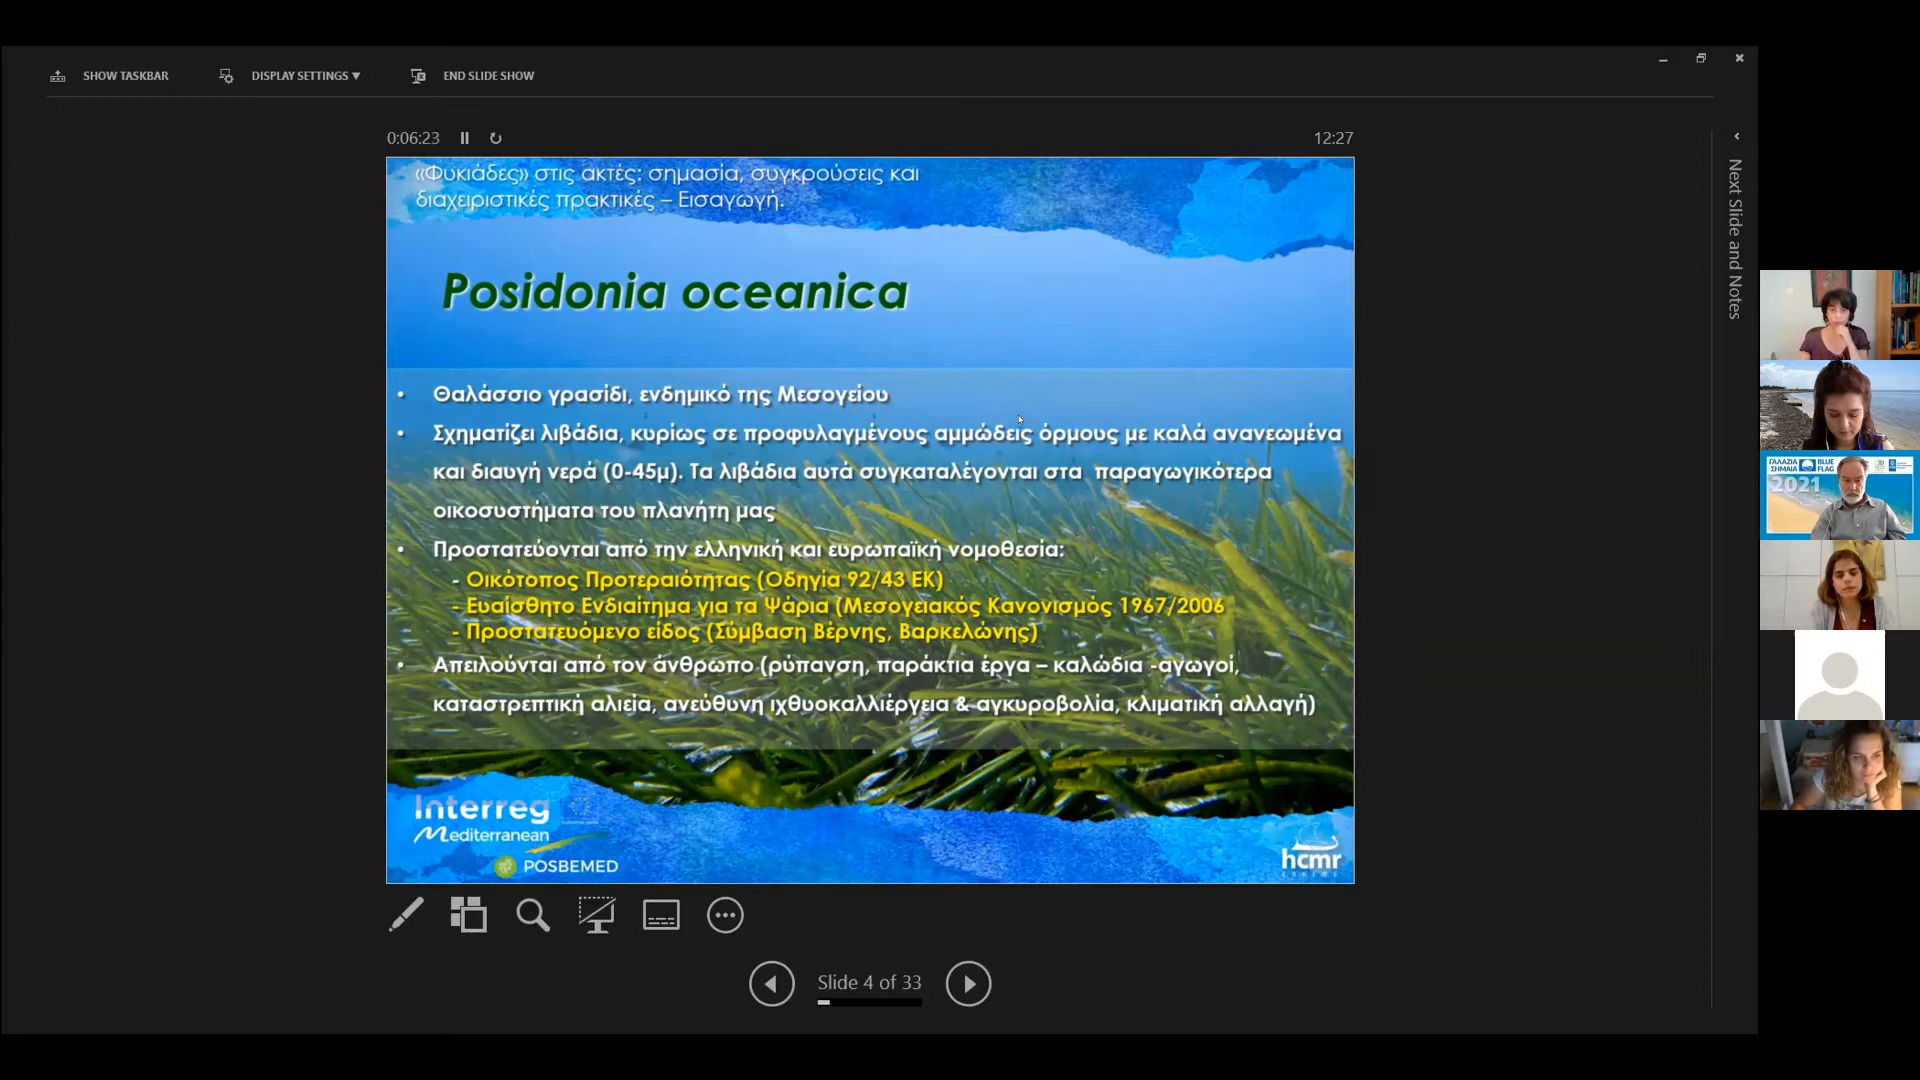 SHOW TASKBAR
DISPLAY SETTINGS ▼
END SLIDE SHOW
0:06:23
12:27
«Φυκιάδες» στις ακτές: σημασία, συγκρούσεις και
διαχειριστικές πρακτικές – Εισαγωγή.
Posidonia oceanica
• Θαλάσσιο γρασίδι, ενδημικό της Μεσογείου
• Σχηματίζει λιβάδια, κυρίως σε προφυλαγμένους αμμώδεις όρμους με καλά ανανεωμένα
και διαυγή νερά (0-45μ). Τα λιβάδια αυτά συγκαταλέγονται στα παραγωγικότερα
οικοσυστήματα του πλανήτη μας
• Προστατεύονται από την ελληνική και ευρωπαϊκή νομοθεσία:
- Οικότοπος Προτεραιότητας (Οδηγία 92/43 ΕΚ)
- Ευαίσθητο Ενδιαίτημα για τα Ψάρια (Μεσογειακός Κανονισμός 1967/2006
- Προστατευόμενο είδος (Σύμβαση Βέρνης, Βαρκελώνης)
• Απειλούνται από τον άνθρωπο (ρύπανση, παράκτια έργα – καλώδια -αγωγοί,
καταστρεπτική αλιεία, ανεύθυνη ιχθυοκαλλιέργεια & αγκυροβολία, κλιματική αλλαγή)
Interreg
Mediterranean
POSBEMED
hcmr
Slide 4 of 33
Next Slide and Notes
ΓΑΛΑΖΙΑ
ΣΗΜΑΙΑ
BLUE
FLAG
2021